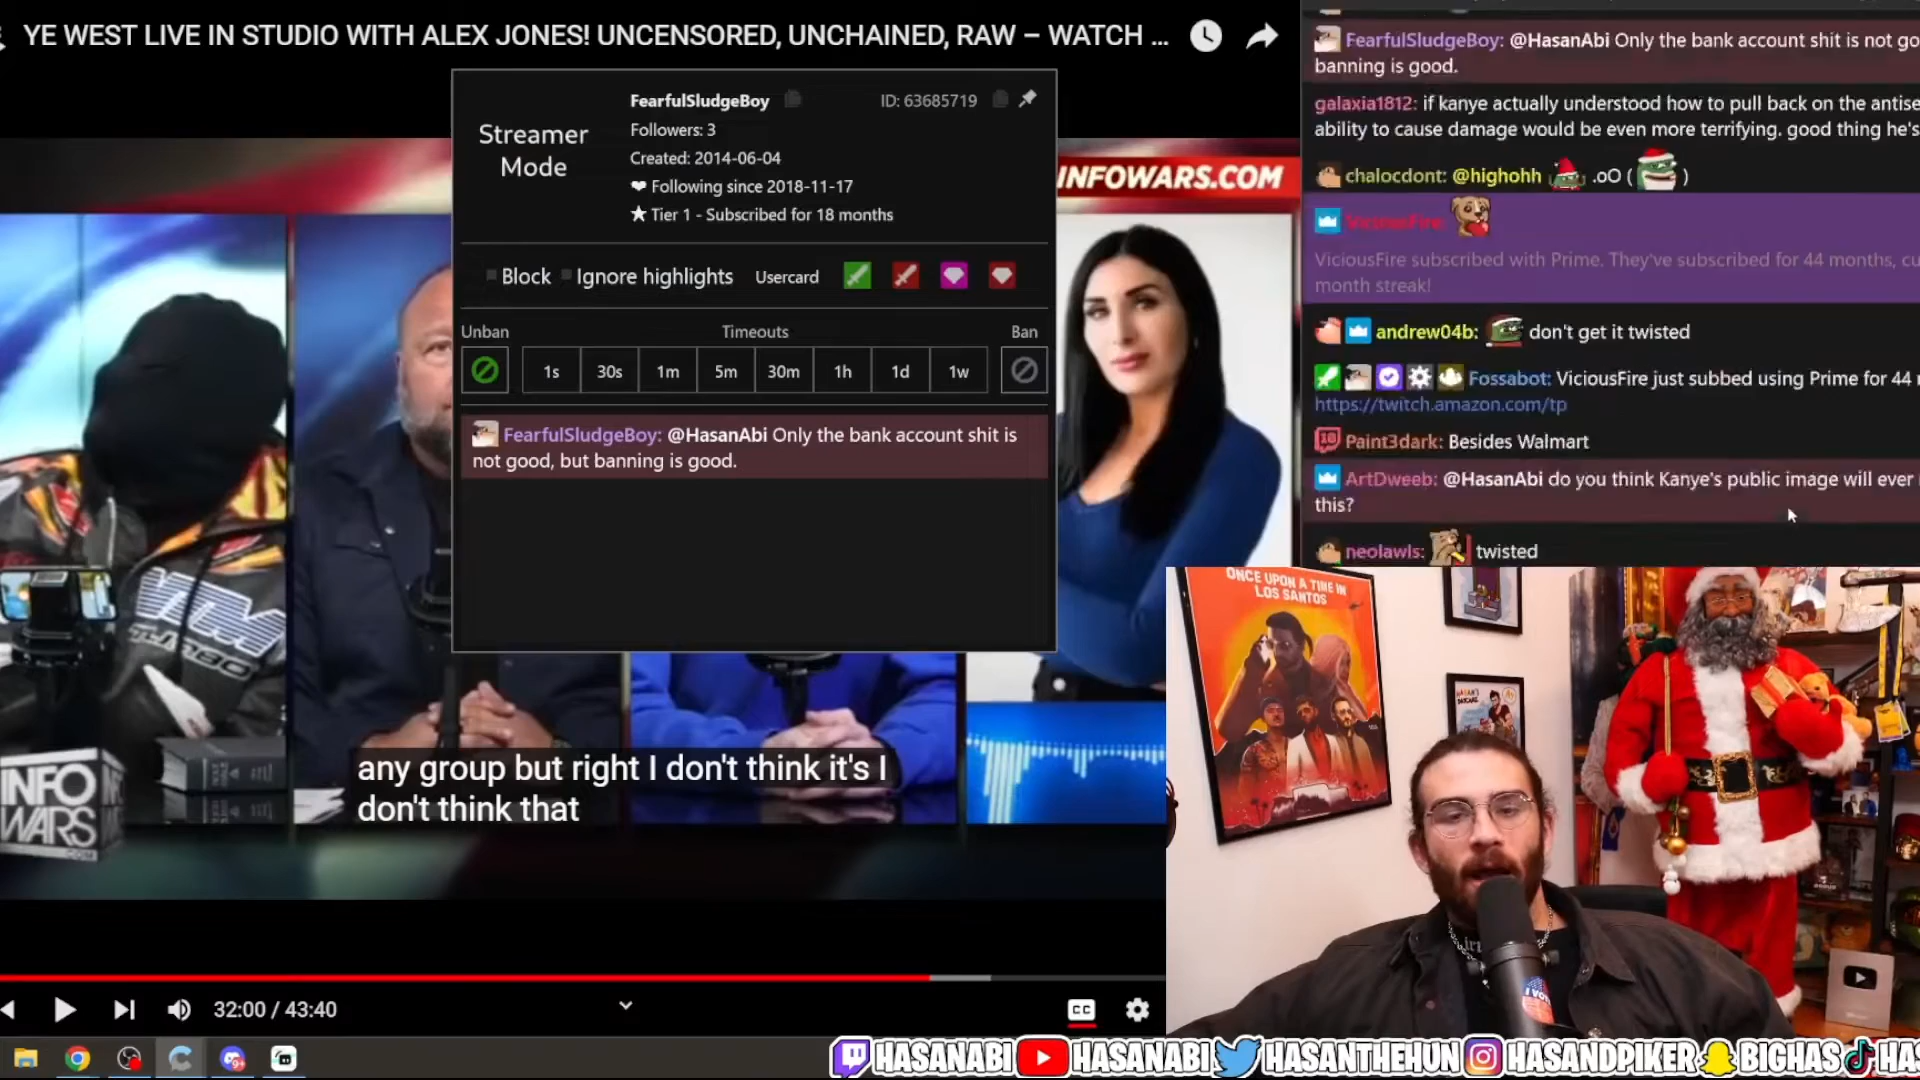 YE WEST LIVE IN STUDIO WITH ALEX JONES! UNCENSORED, UNCHAINED, RAW – WATCH ...
Streamer
Mode
FearfulSludgeBoy
ID: 63685719
Followers: 3
Created: 2014-06-04
Following since 2018-11-17
Tier 1 - Subscribed for 18 months
Block
Ignore highlights
Usercard
Unban
Timeouts
Ban
1s 30s 1m 5m 30m 1h 1d 1w
FearfulSludgeBoy: @HasanAbi Only the bank account shit is
not good, but banning is good.
INFOWARS.COM
FearfulSludgeBoy: @HasanAbi Only the bank account shit is not go
banning is good.
galaxia1812: if kanye actually understood how to pull back on the antise
ability to cause damage would be even more terrifying. good thing he's
chalocdont: @highohh .oO ( )
ViciousFire:
ViciousFire subscribed with Prime. They've subscribed for 44 months, cu
month streak!
andrew04b: don't get it twisted
Fossabot: ViciousFire just subbed using Prime for 44
https://twitch.amazon.com/tp
Paint3dark: Besides Walmart
ArtDweeb: @HasanAbi do you think Kanye's public image will ever
this?
neolawls: twisted
ONCE UPON A TIME IN
LOS SANTOS
INFO
WARS
.COM
any group but right I don't think it's I
don't think that
32:00 / 43:40
CC
HASANABI HASANABI HASANTHEHUN HASANDPIKER BIGHAS HAS